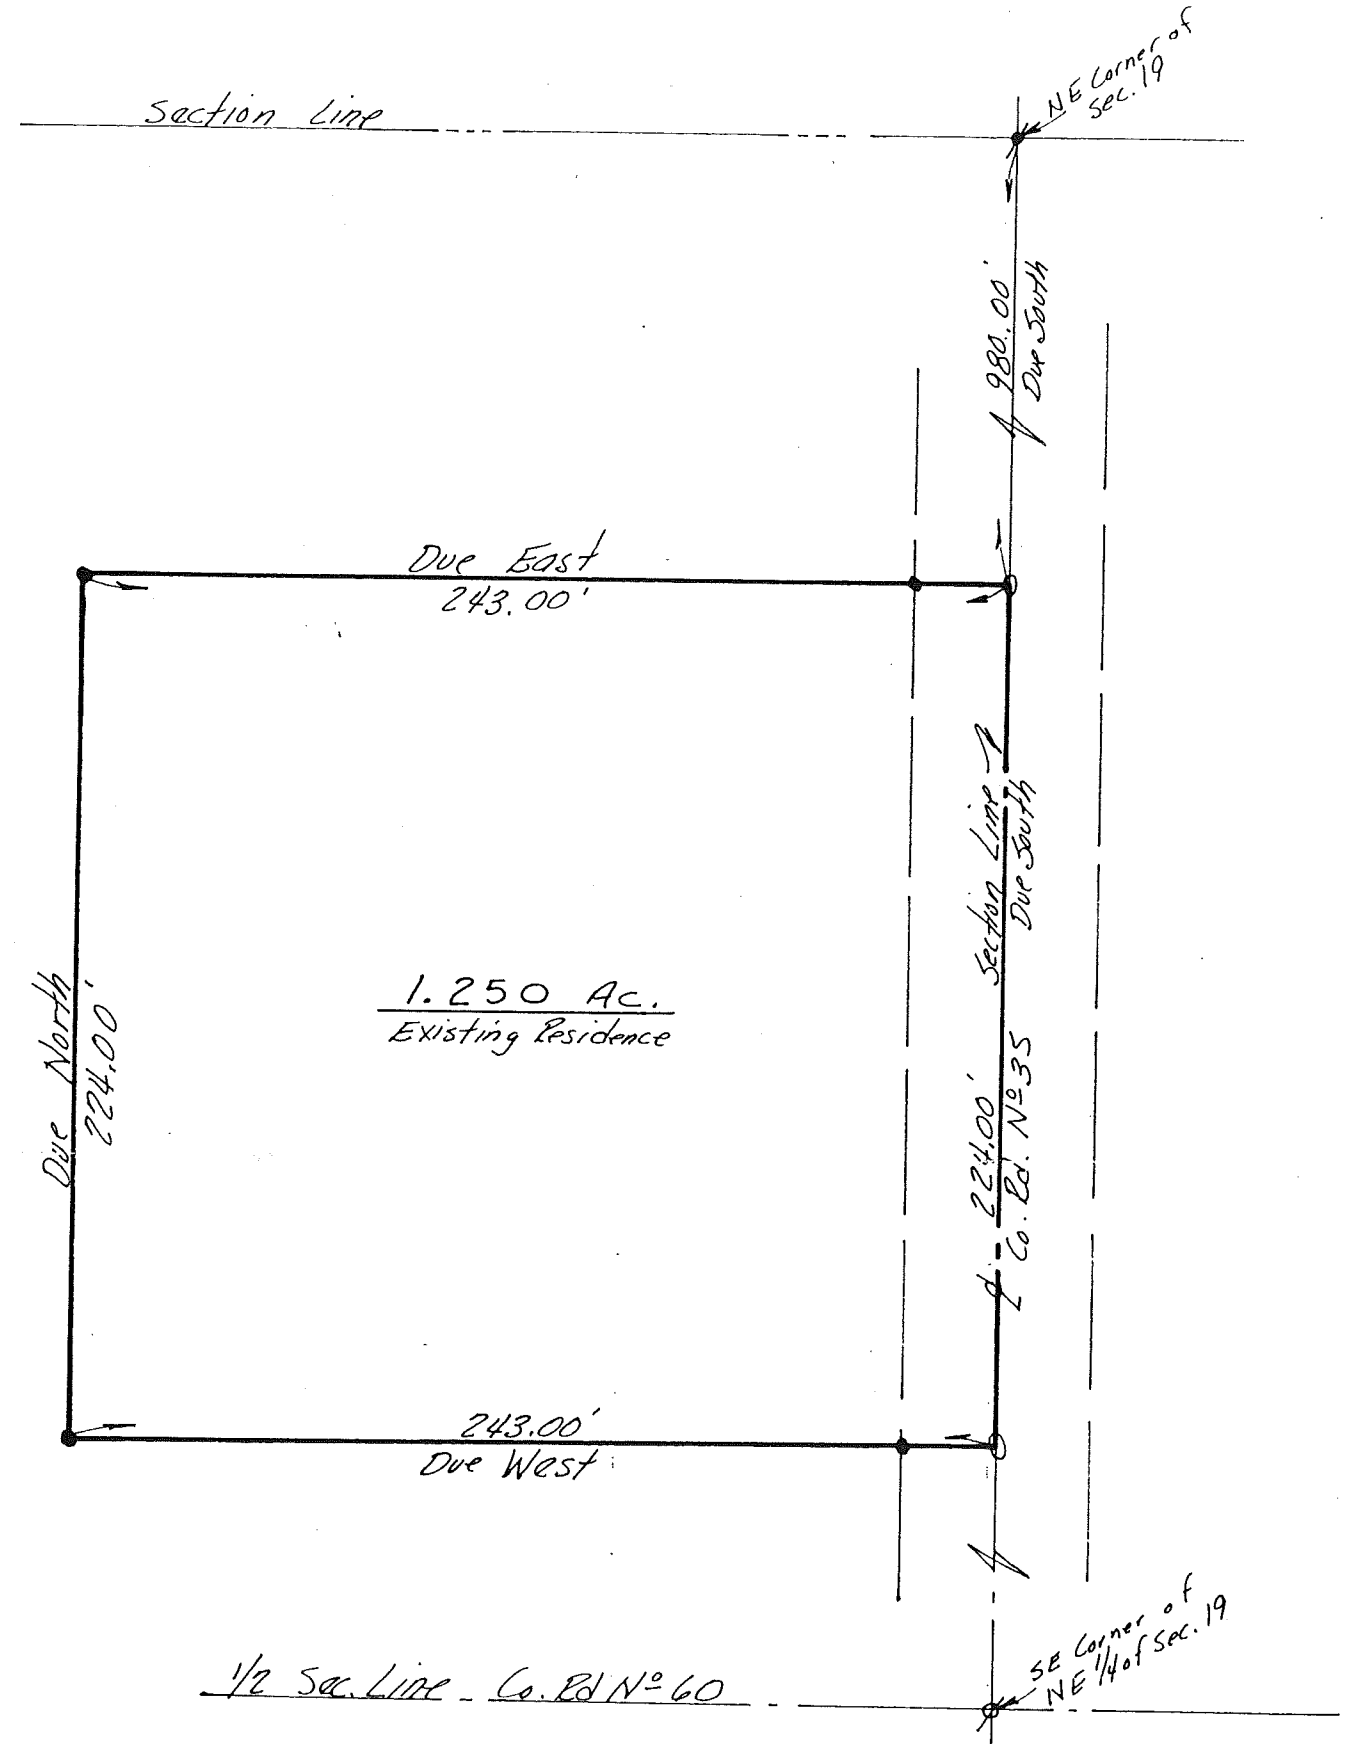 NE Corner of
Sec. 19
Section Line
980.00'
Due South
Due East
243.00'
Section Line
Due South
1.250 Ac.
Existing Residence
Due North
224.00'
224.00'
Co. Rd. Nº 35
243.00'
Due West
SE Corner of
NE 1/4 of Sec. 19
1/2 Sec. Line - Co. Rd Nº 60